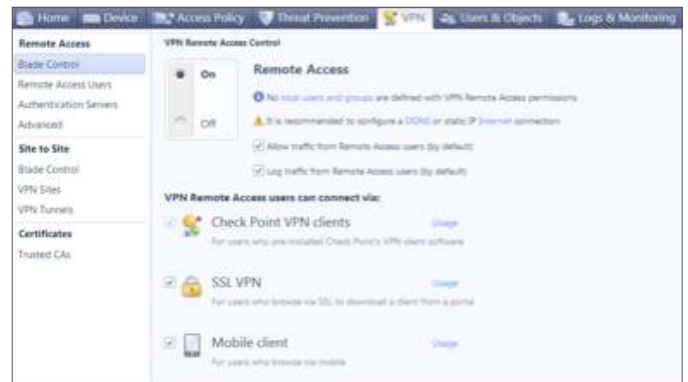 Home Device Access Policy Threat Prevention VPN Users & Objects Logs & Monitoring
Remote Access
Blade Control
Remote Access Users
Authentication Servers
Advanced
Site to Site
Blade Control
VPN Sites
VPN Tunnels
Certificates
Trusted CAs
VPN Remote Access Control
On
Off
Remote Access
No local users and groups are defined with VPN Remote Access permissions
It is recommended to configure a DDNS or static IP Internet connection
Allow traffic from Remote Access users (by default)
Log traffic from Remote Access users (by default)
VPN Remote Access users can connect via:
Check Point VPN clients Usage
For users who pre-installed Check Point's VPN client software
SSL VPN Usage
For users who browse via SSL to download a client from a portal
Mobile client Usage
For users who browse via mobile